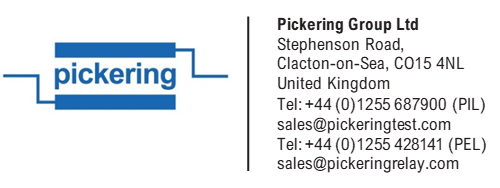 pickering
Pickering Group Ltd
Stephenson Road,
Clacton-on-Sea, CO15 4NL
United Kingdom
Tel: +44 (0)1255 687900 (PIL)
sales@pickeringtest.com
Tel: +44 (0)1255 428141 (PEL)
sales@pickeringrelay.com